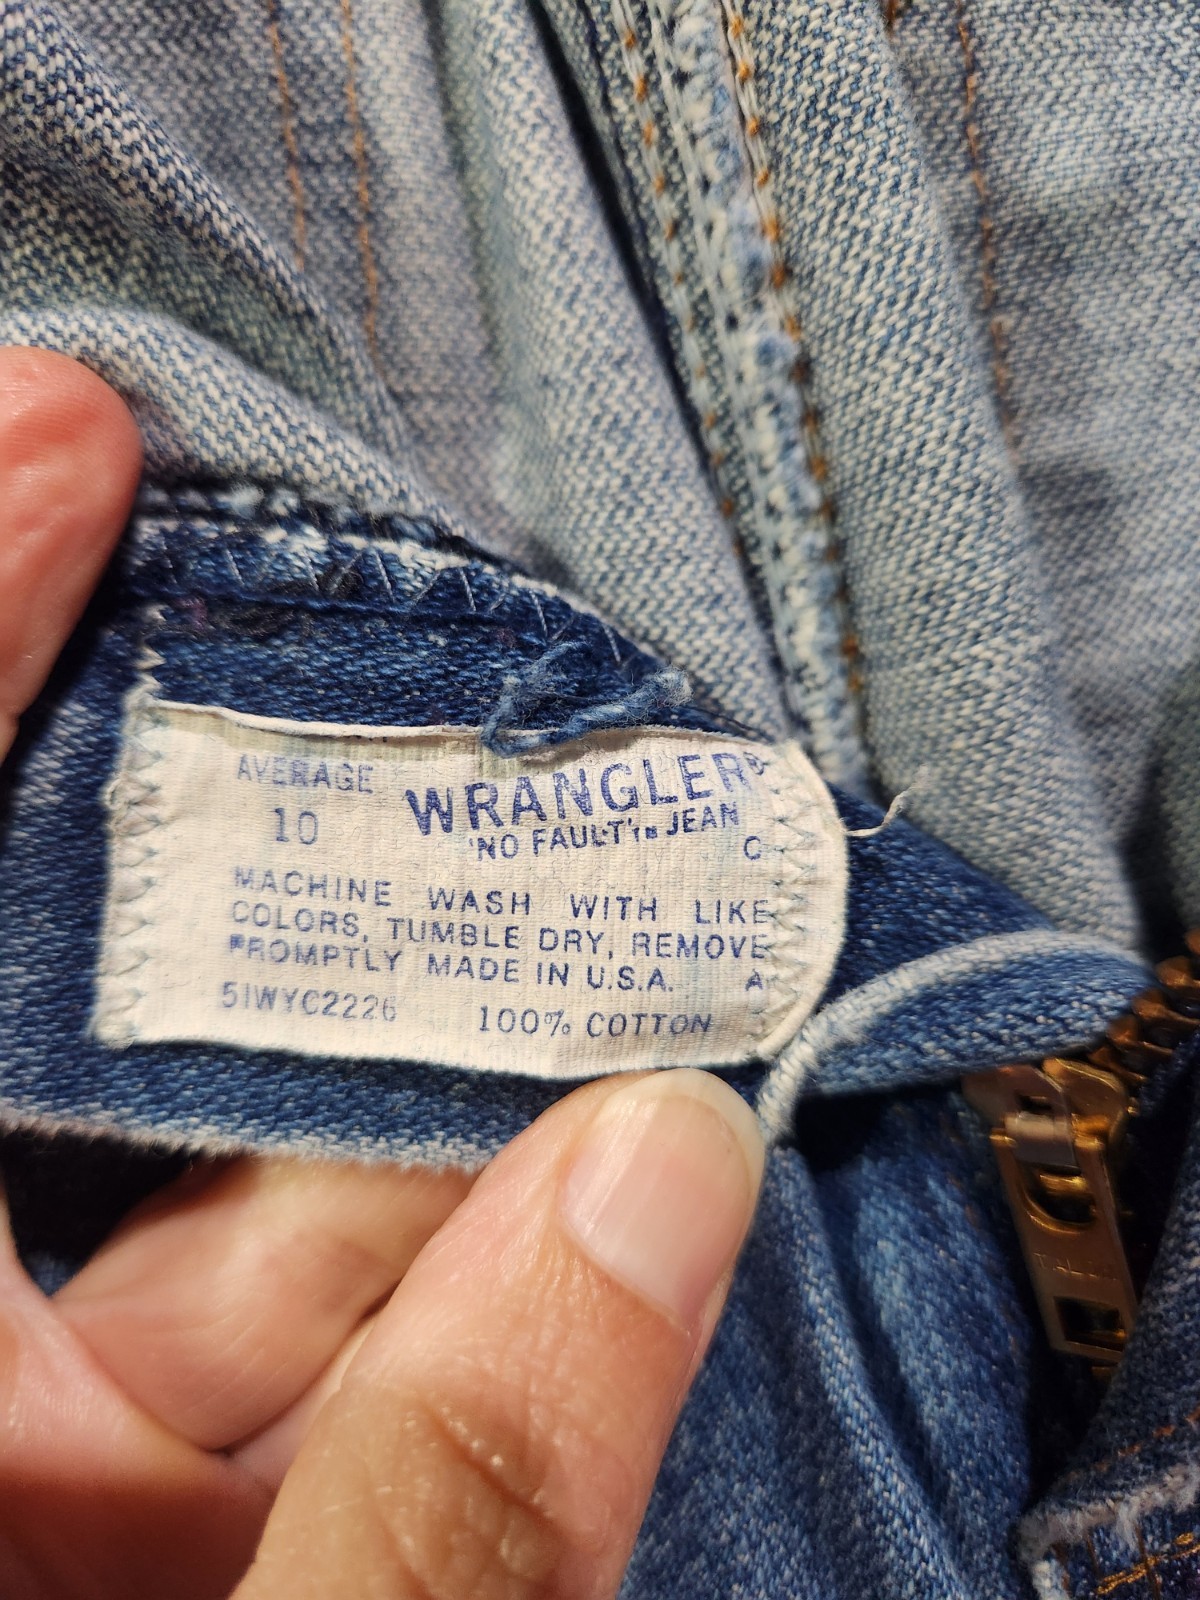 AVERAGE
10
WRANGLER®
'NO FAULT'TM JEAN
C
MACHINE WASH WITH LIKE
COLORS, TUMBLE DRY, REMOVE
PROMPTLY MADE IN U.S.A. A
51WYC2226 100% COTTON